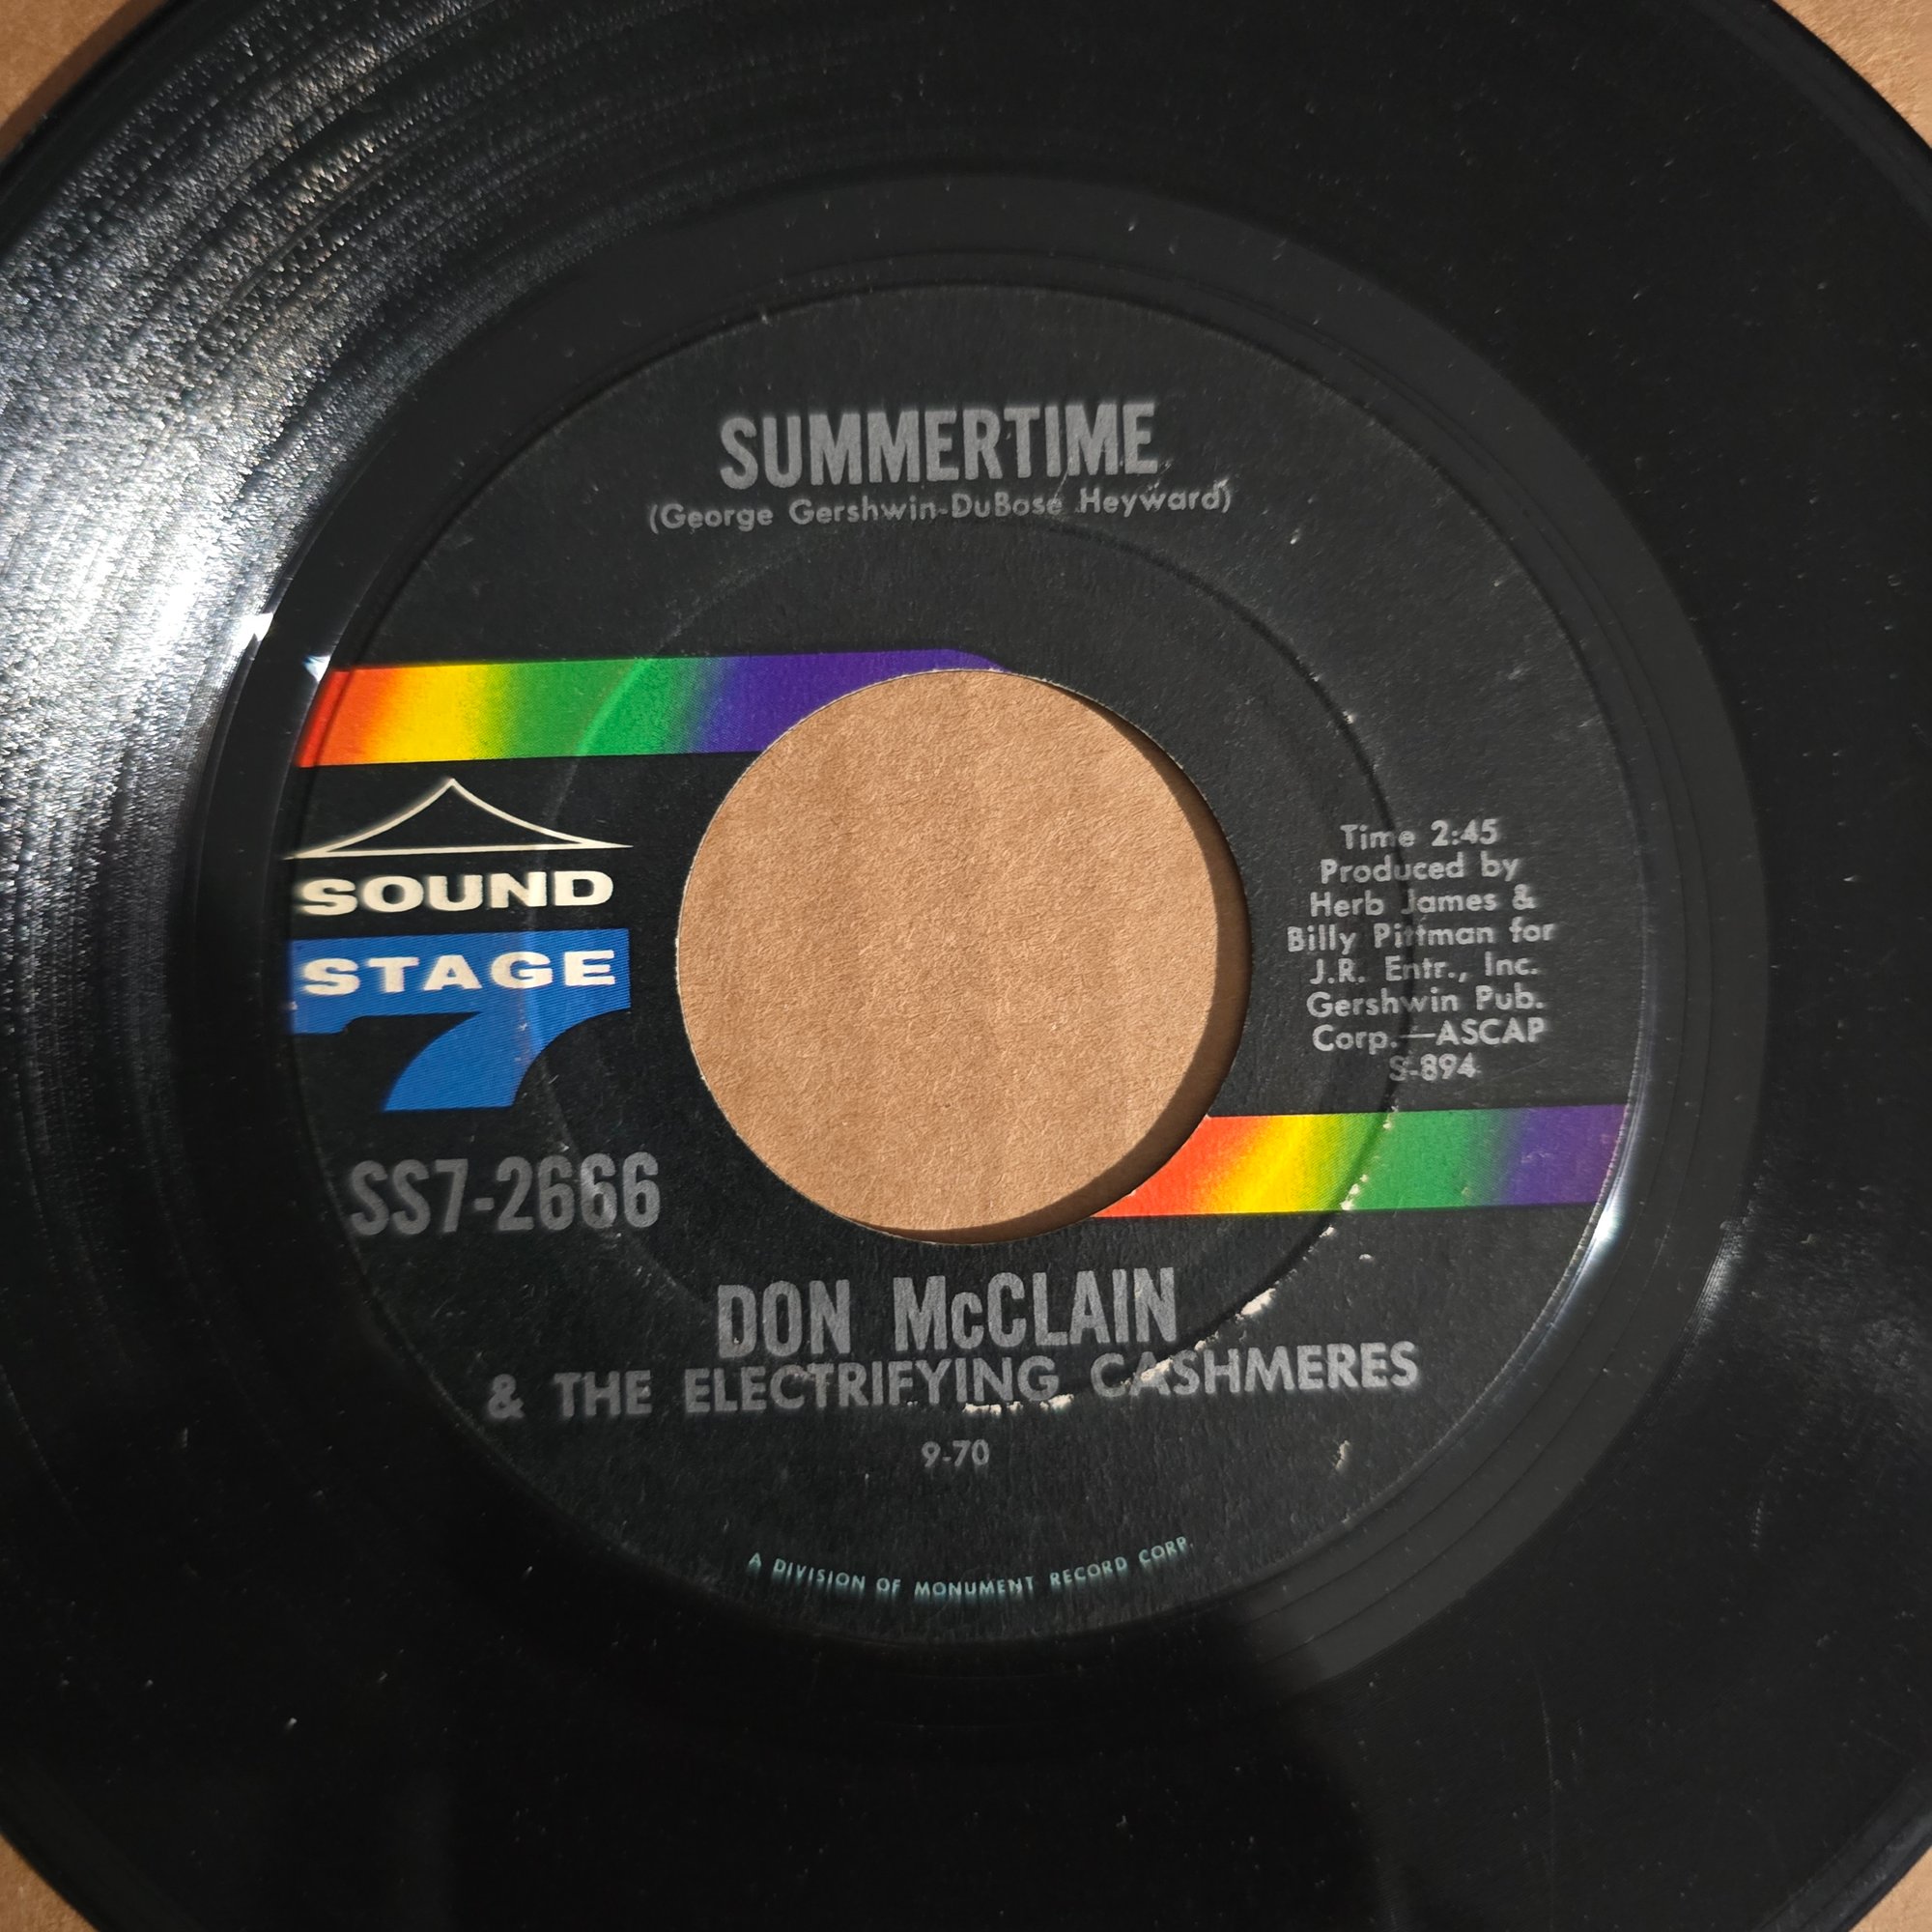 SUMMERTIME
(George Gershwin-DuBose Heyward)
SOUND
STAGE
7
Time 2:45
Produced by
Herb James &
Billy Pittman for
J.R. Entr., Inc.
Gershwin Pub.
Corp.—ASCAP
S-894
SS7-2666
DON McCLAIN
& THE ELECTRIFYING CASHMERES
9-70
A DIVISION OF MONUMENT RECORD CORP.